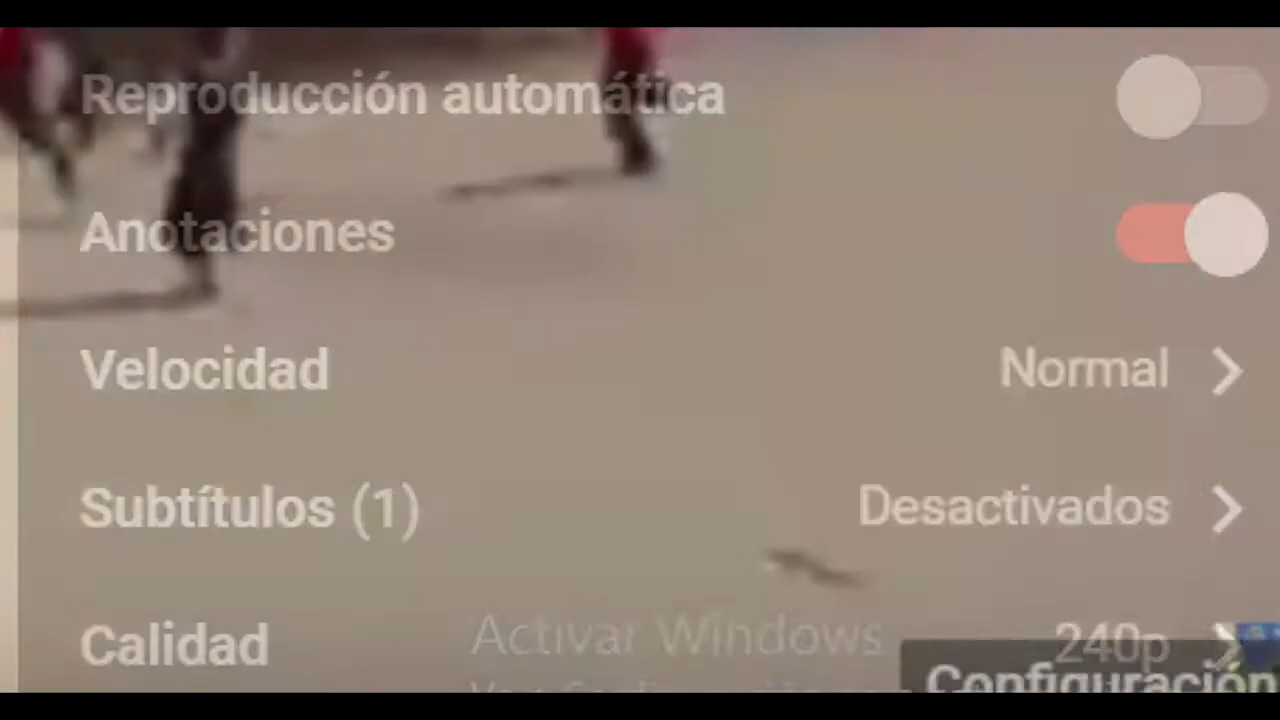 Reproducción automática
Anotaciones
Velocidad Normal
Subtítulos (1) Desactivados
Calidad 240p
Activar Windows
Configuración